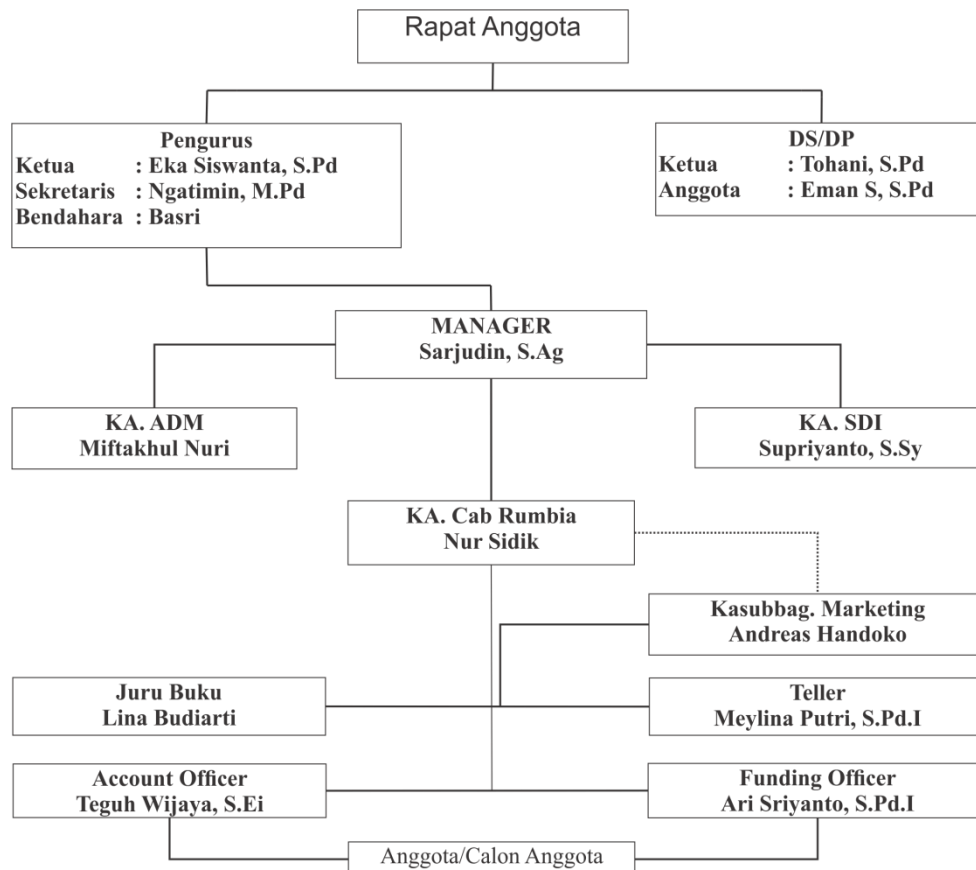 Rapat Anggota
Pengurus
Ketua : Eka Siswanta, S.Pd
Sekretaris : Ngatimin, M.Pd
Bendahara : Basri
DS/DP
Ketua : Tohani, S.Pd
Anggota : Eman S, S.Pd
MANAGER
Sarjudin, S.Ag
KA. ADM
Miftakhul Nuri
KA. SDI
Supriyanto, S.Sy
KA. Cab Rumbia
Nur Sidik
Kasubbag. Marketing
Andreas Handoko
Juru Buku
Lina Budiarti
Teller
Meylina Putri, S.Pd.I
Account Officer
Teguh Wijaya, S.Ei
Funding Officer
Ari Sriyanto, S.Pd.I
Anggota/Calon Anggota